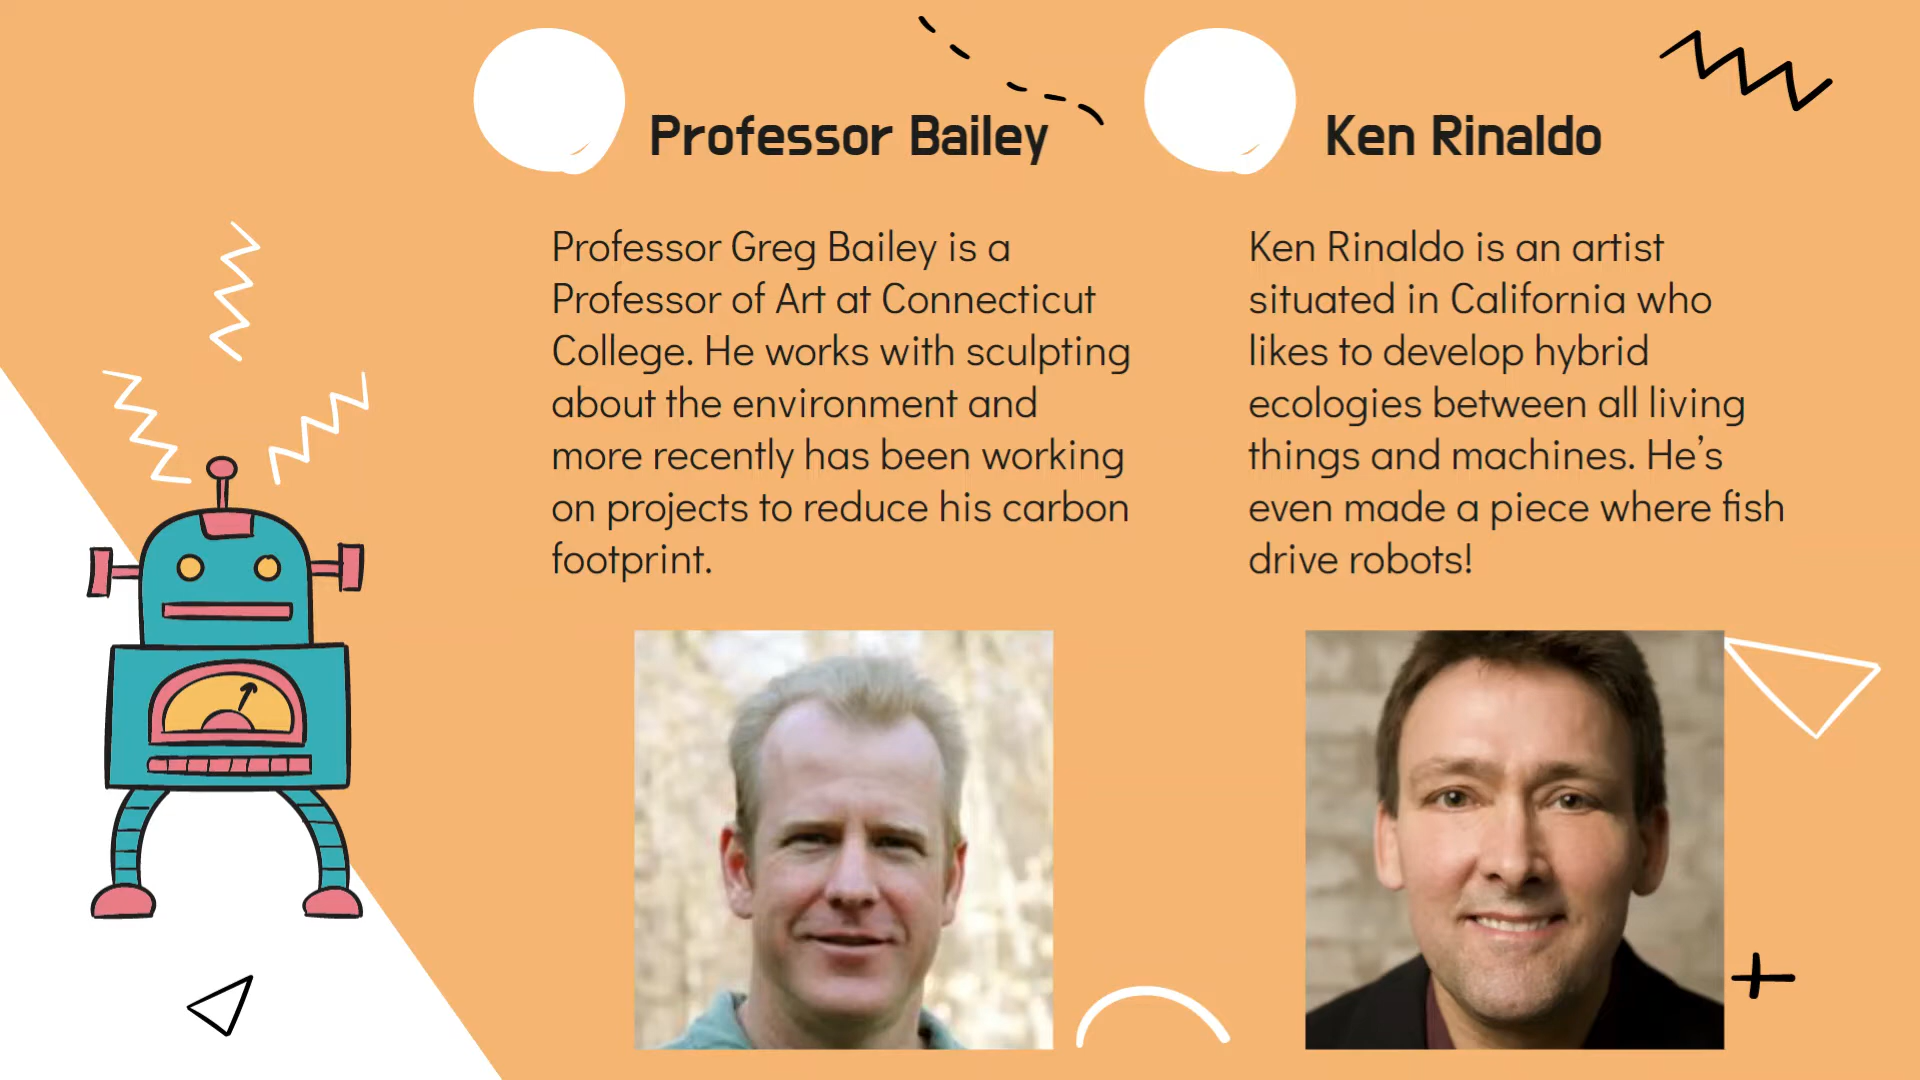 Professor Bailey
Professor Greg Bailey is a
Professor of Art at Connecticut
College. He works with sculpting
about the environment and
more recently has been working
on projects to reduce his carbon
footprint.
Ken Rinaldo
Ken Rinaldo is an artist
situated in California who
likes to develop hybrid
ecologies between all living
things and machines. He’s
even made a piece where fish
drive robots!